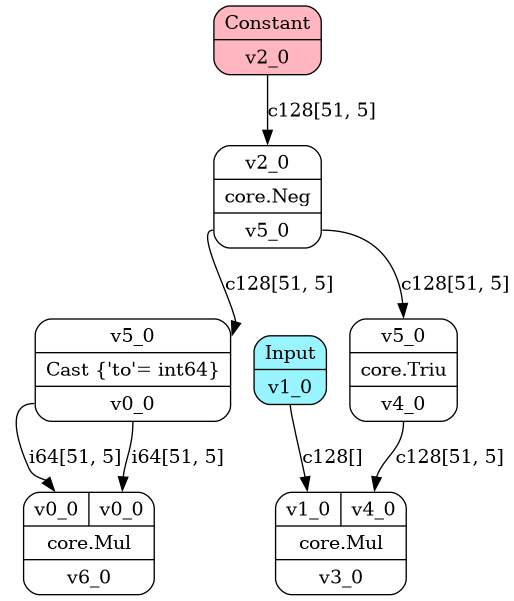 Constant
v2_0
c128[51, 5]
v2_0
core.Neg
v5_0
c128[51, 5]
c128[51, 5]
v5_0
Cast {'to'= int64}
v0_0
Input
v1_0
v5_0
core.Triu
v4_0
i64[51, 5]
i64[51, 5]
c128[]
c128[51, 5]
v0_0 v0_0
core.Mul
v6_0
v1_0 v4_0
core.Mul
v3_0